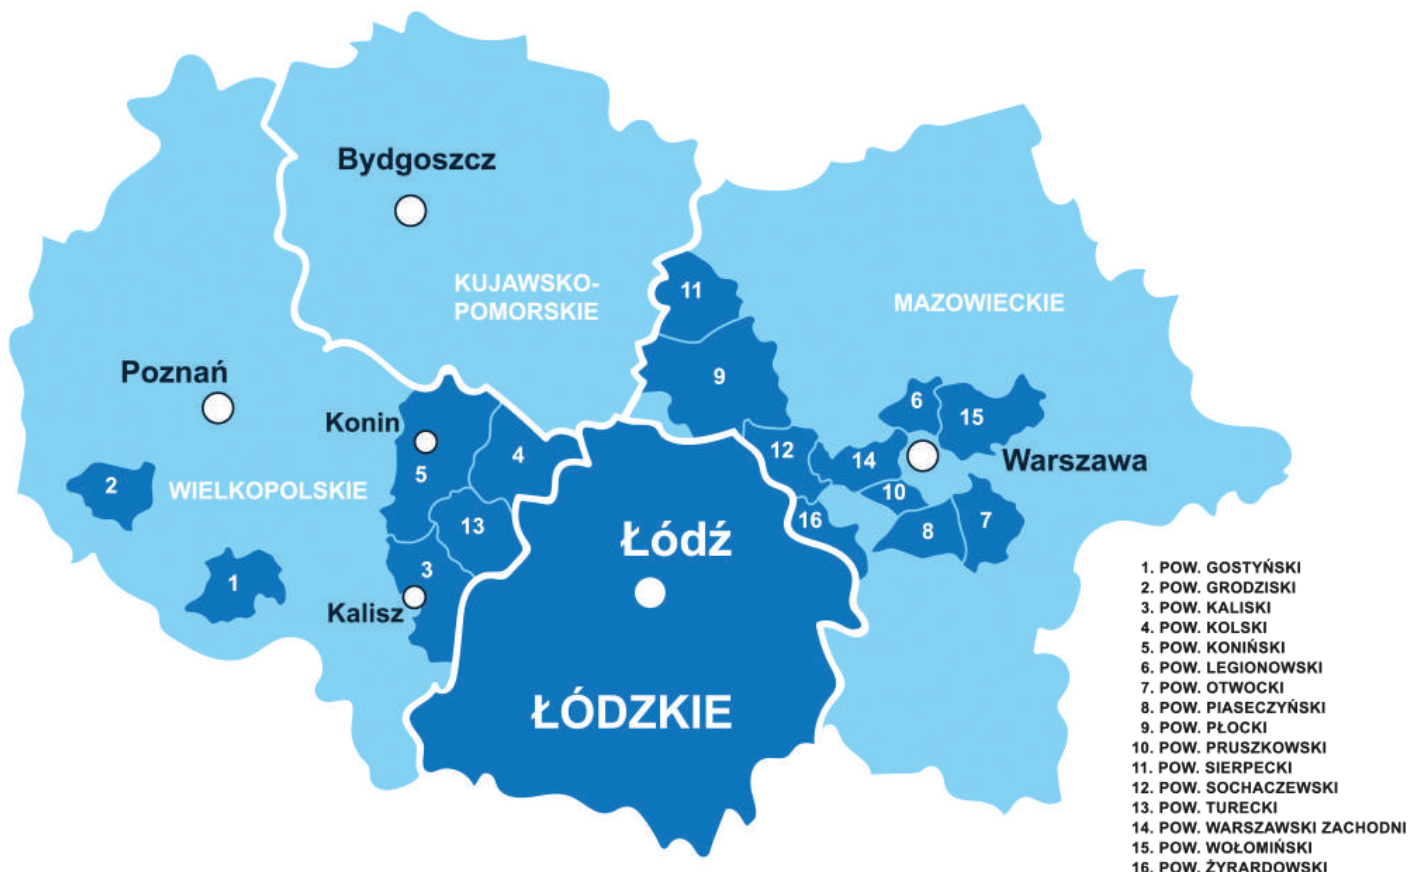 Bydgoszcz
KUJAWSKO-
POMORSKIE
11
MAZOWIECKIE
Poznań
9
6
15
Konin
12
14
Warszawa
4
5
2
WIELKOPOLSKIE
10
13
16
7
8
Łódź
3
1
Kalisz
ŁÓDZKIE
1. POW. GOSTYŃSKI
2. POW. GRODZISKI
3. POW. KALISKI
4. POW. KOLSKI
5. POW. KONIŃSKI
6. POW. LEGIONOWSKI
7. POW. OTWOCKI
8. POW. PIASECZYŃSKI
9. POW. PŁOCKI
10. POW. PRUSZKOWSKI
11. POW. SIERPECKI
12. POW. SOCHACZEWSKI
13. POW. TURECKI
14. POW. WARSZAWSKI ZACHODNI
15. POW. WOŁOMIŃSKI
16. POW. ŻYRARDOWSKI